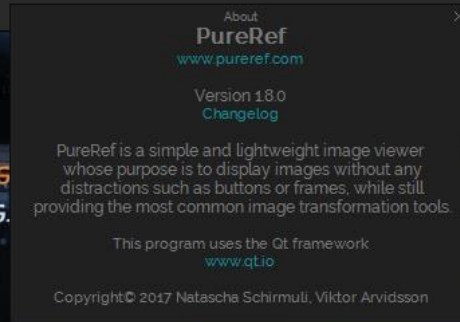 About
PureRef
www.pureref.com
Version 1.8.0
Changelog
PureRef is a simple and lightweight image viewer
whose purpose is to display images without any
distractions such as buttons or frames, while still
providing the most common image transformation tools.
This program uses the Qt framework
www.qt.io
Copyright© 2017 Natascha Schirmuli, Viktor Arvidsson